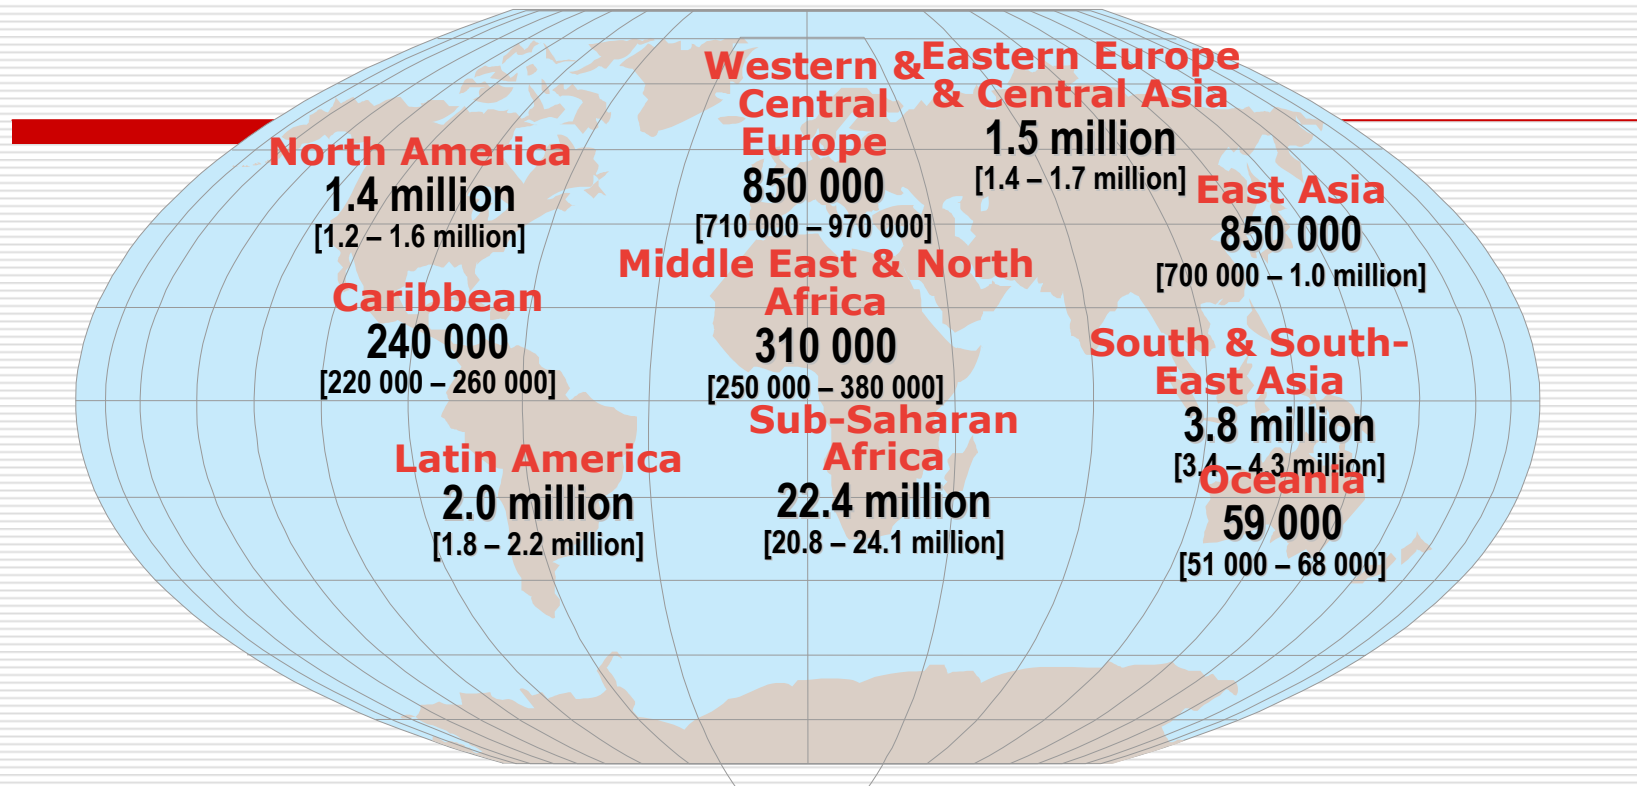 Western &
Central
Europe
850 000
[710 000 – 970 000]
Eastern Europe
& Central Asia
1.5 million
[1.4 – 1.7 million]
North America
1.4 million
[1.2 – 1.6 million]
East Asia
850 000
[700 000 – 1.0 million]
Middle East & North
Africa
310 000
[250 000 – 380 000]
Caribbean
240 000
[220 000 – 260 000]
South & South-
East Asia
3.8 million
[3.4 – 4.3 million]
Sub-Saharan
Africa
22.4 million
[20.8 – 24.1 million]
Latin America
2.0 million
[1.8 – 2.2 million]
Oceania
59 000
[51 000 – 68 000]